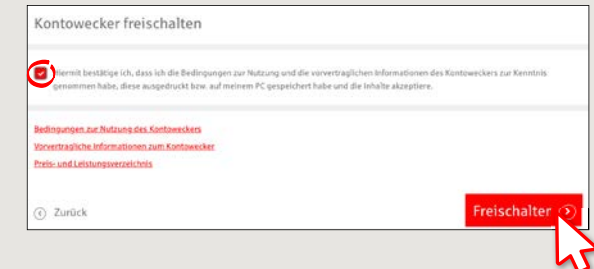 Kontowecker freischalten
Hiermit bestätige ich, dass ich die Bedingungen zur Nutzung und die vorvertraglichen Informationen des Kontoweckers zur Kenntnis
genommen habe, diese ausgedruckt bzw. auf meinem PC gespeichert habe und die Inhalte akzeptiere.
Bedingungen zur Nutzung des Kontoweckers
Vorvertragliche Informationen zum Kontowecker
Preis- und Leistungsverzeichnis
Zurück
Freischalten